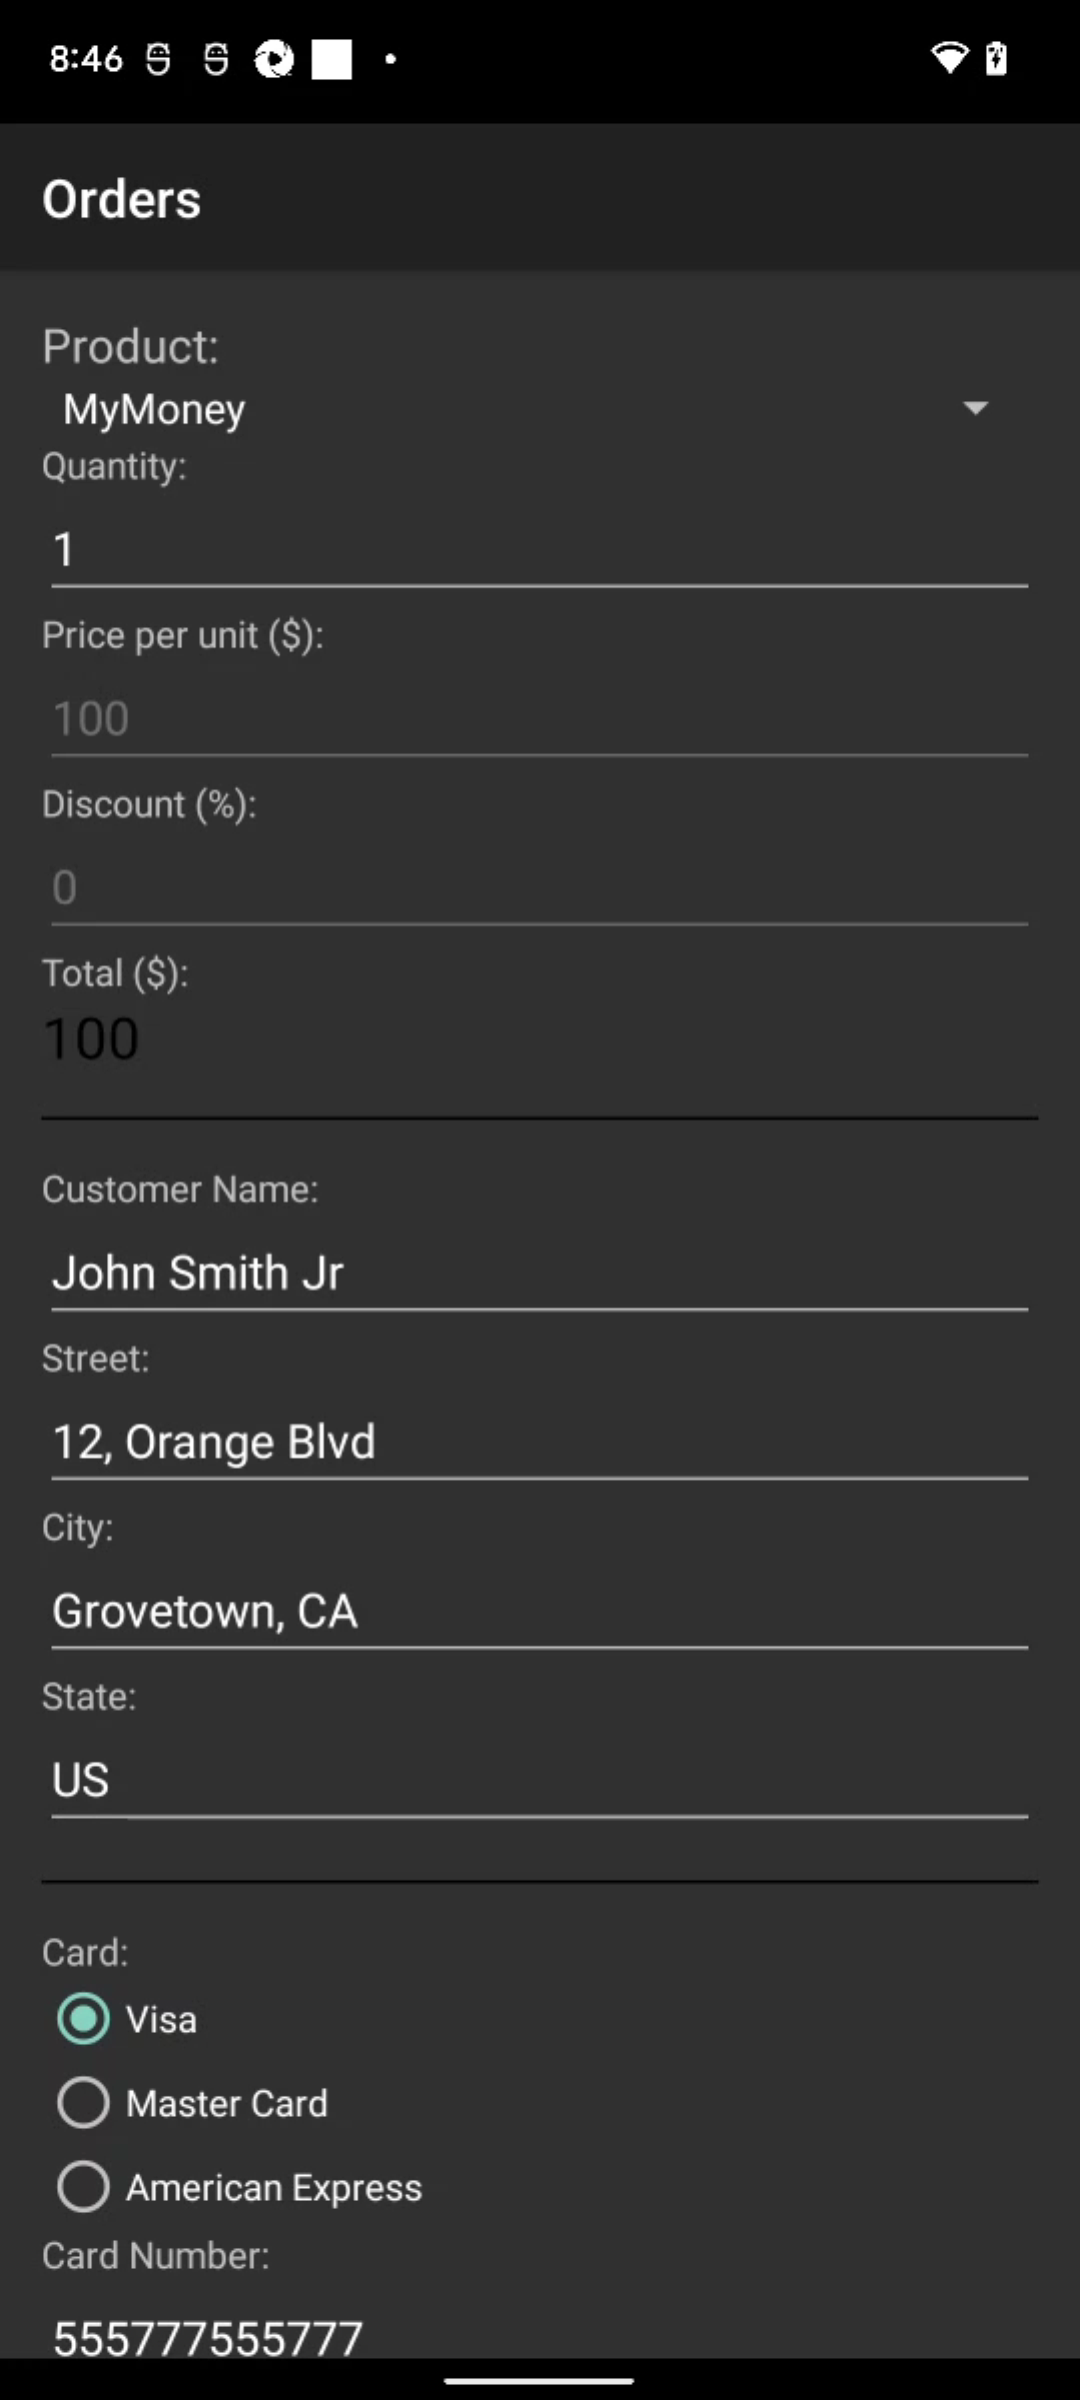 8:46
Orders
Product:
MyMoney
Quantity:
1
Price per unit ($):
100
Discount (%):
0
Total ($):
100
Customer Name:
John Smith Jr
Street:
12, Orange Blvd
City:
Grovetown, CA
State:
US
Card:
Visa
Master Card
American Express
Card Number:
555777555777